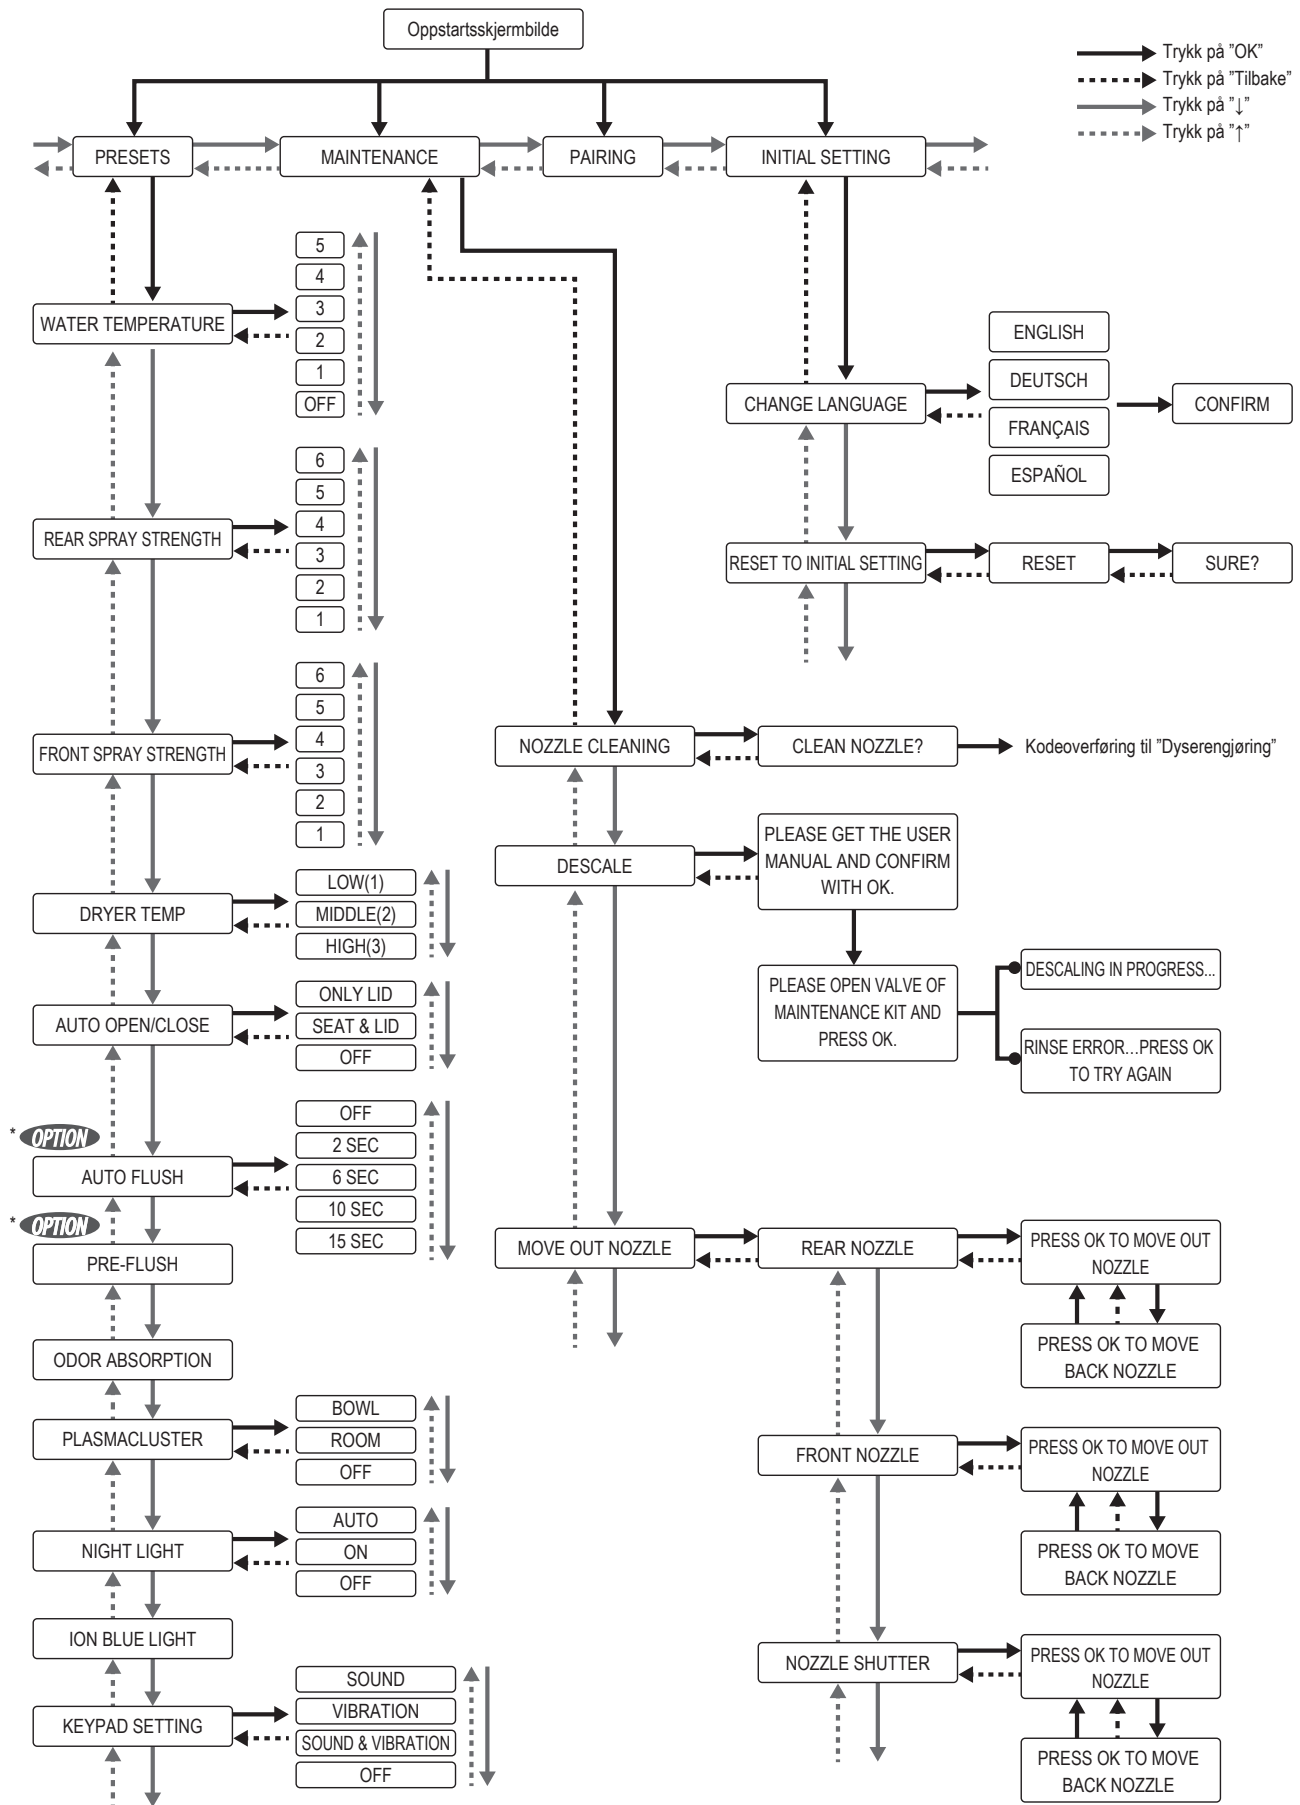 Oppstartsskjermbilde
Trykk på "OK"
Trykk på "Tilbake"
Trykk på "↓"
Trykk på "↑"
PRESETS
MAINTENANCE
PAIRING
INITIAL SETTING
WATER TEMPERATURE
5
4
3
2
1
OFF
REAR SPRAY STRENGTH
6
5
4
3
2
1
FRONT SPRAY STRENGTH
6
5
4
3
2
1
DRYER TEMP
LOW(1)
MIDDLE(2)
HIGH(3)
AUTO OPEN/CLOSE
ONLY LID
SEAT & LID
OFF
* OPTION
AUTO FLUSH
OFF
2 SEC
6 SEC
10 SEC
15 SEC
* OPTION
PRE-FLUSH
ODOR ABSORPTION
PLASMACLUSTER
BOWL
ROOM
OFF
NIGHT LIGHT
AUTO
ON
OFF
ION BLUE LIGHT
KEYPAD SETTING
SOUND
VIBRATION
SOUND & VIBRATION
OFF
NOZZLE CLEANING
CLEAN NOZZLE?
Kodeoverføring til "Dyserengjøring"
DESCALE
PLEASE GET THE USER
MANUAL AND CONFIRM
WITH OK.
PLEASE OPEN VALVE OF
MAINTENANCE KIT AND
PRESS OK.
DESCALING IN PROGRESS...
RINSE ERROR...PRESS OK
TO TRY AGAIN
MOVE OUT NOZZLE
REAR NOZZLE
PRESS OK TO MOVE OUT
NOZZLE
PRESS OK TO MOVE
BACK NOZZLE
FRONT NOZZLE
PRESS OK TO MOVE OUT
NOZZLE
PRESS OK TO MOVE
BACK NOZZLE
NOZZLE SHUTTER
PRESS OK TO MOVE OUT
NOZZLE
PRESS OK TO MOVE
BACK NOZZLE
CHANGE LANGUAGE
ENGLISH
DEUTSCH
FRANÇAIS
ESPAÑOL
CONFIRM
RESET TO INITIAL SETTING
RESET
SURE?